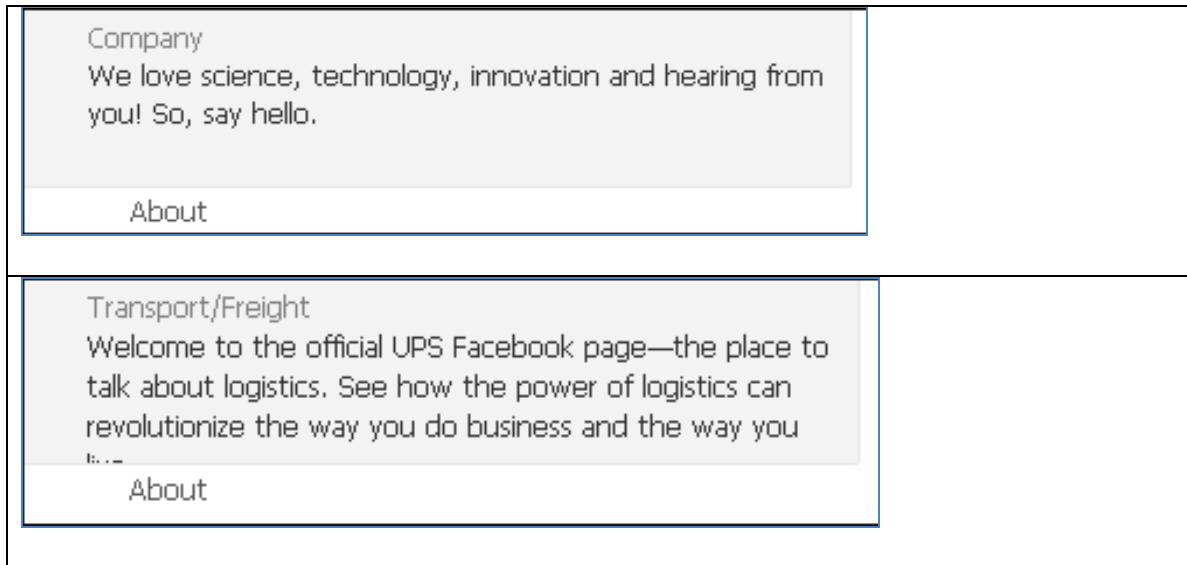 Company
We love science, technology, innovation and hearing from
you! So, say hello.
About
Transport/Freight
Welcome to the official UPS Facebook page—the place to
talk about logistics. See how the power of logistics can
revolutionize the way you do business and the way you
About